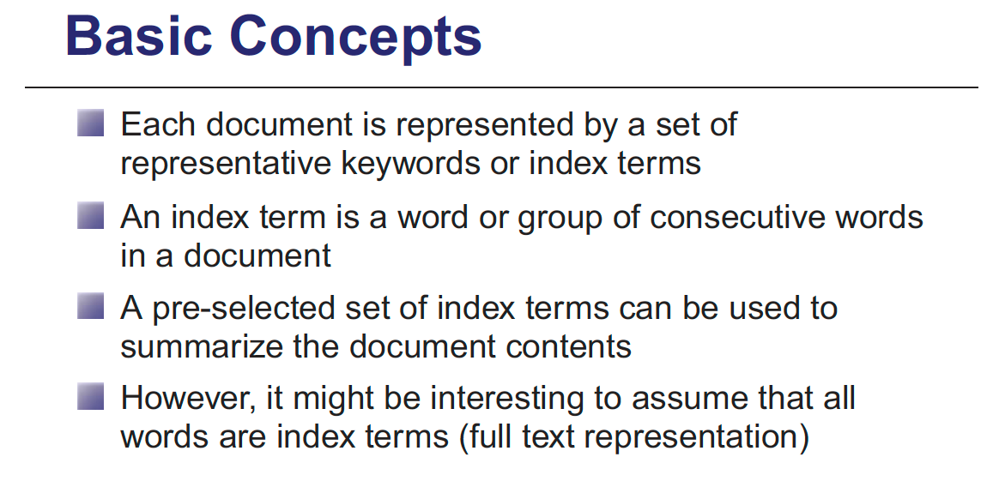 Basic Concepts
Each document is represented by a set of
representative keywords or index terms
An index term is a word or group of consecutive words
in a document
A pre-selected set of index terms can be used to
summarize the document contents
However, it might be interesting to assume that all
words are index terms (full text representation)